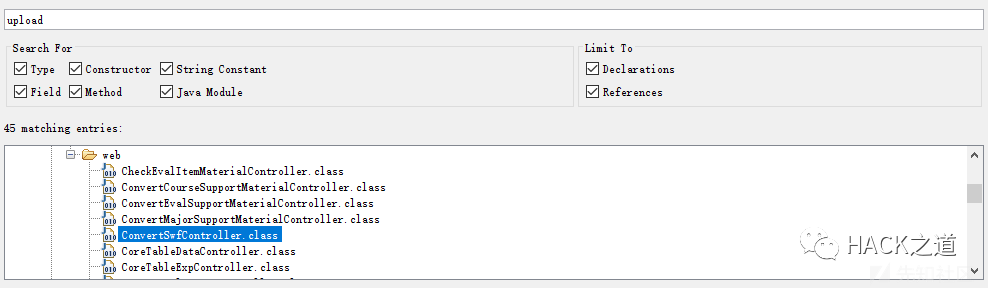 upload
Search For
Limit To
Type Constructor String Constant
Declarations
Field Method Java Module
References
45 matching entries:
web
CheckEvalItemMaterialController.class
ConvertCourseSupportMaterialController.class
ConvertEvalSupportMaterialController.class
ConvertMajorSupportMaterialController.class
ConvertSwfController.class
CoreTableDataController.class
CoreTableExpController.class
HACK之道